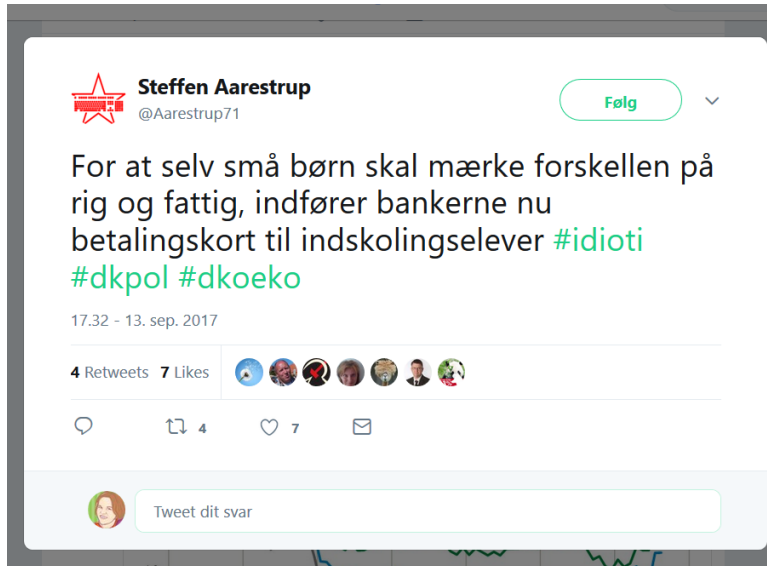 Steffen Aarestrup
@Aarestrup71
Følg
For at selv små børn skal mærke forskellen på
rig og fattig, indfører bankerne nu
betalingskort til indskolingselever #idioti
#dkpol #dkoeko
17.32 - 13. sep. 2017
4 Retweets 7 Likes
4 7
Tweet dit svar